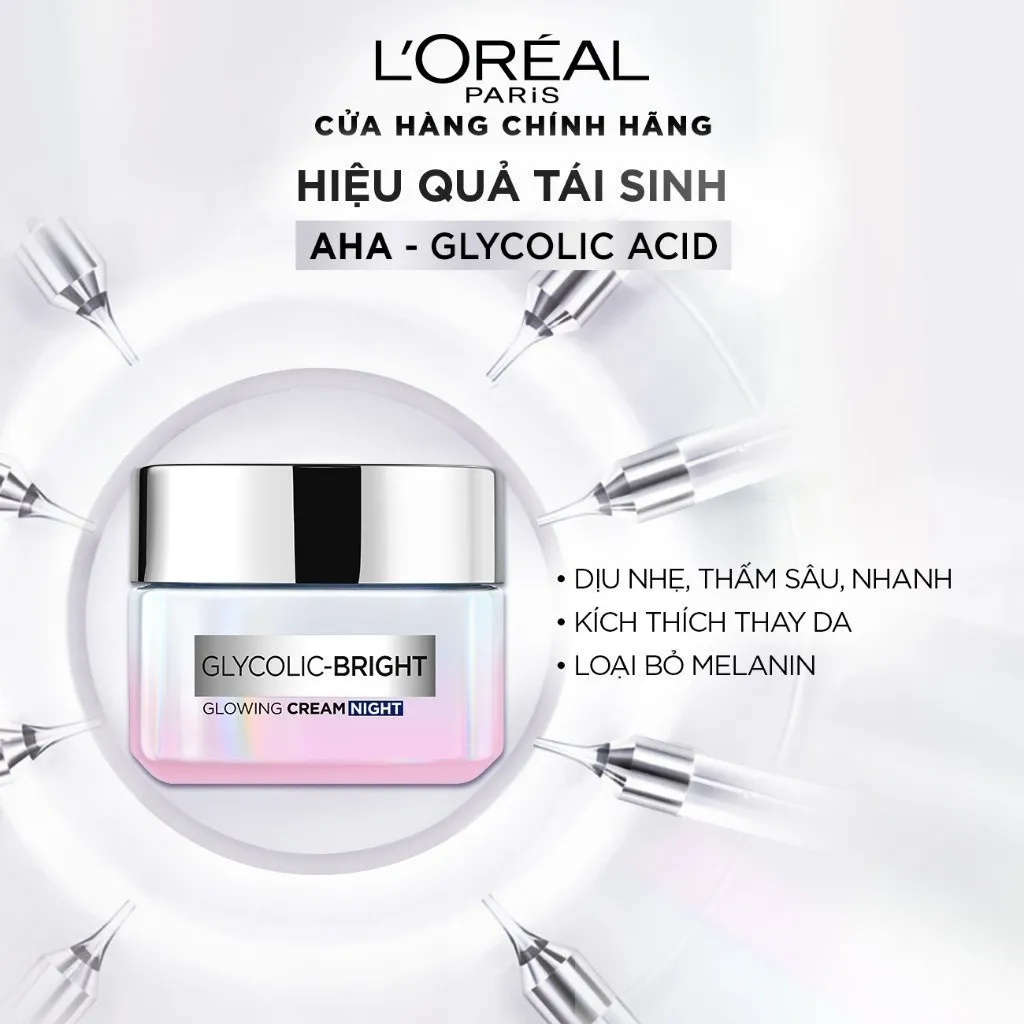 L'ORÉAL
PARiS
CỬA HÀNG CHÍNH HÃNG
HIỆU QUẢ TÁI SINH
AHA - GLYCOLIC ACID
• DỊU NHẸ, THẤM SÂU, NHANH
• KÍCH THÍCH THAY DA
• LOẠI BỎ MELANIN
GLYCOLIC-BRIGHT
GLOWING CREAM NIGHT